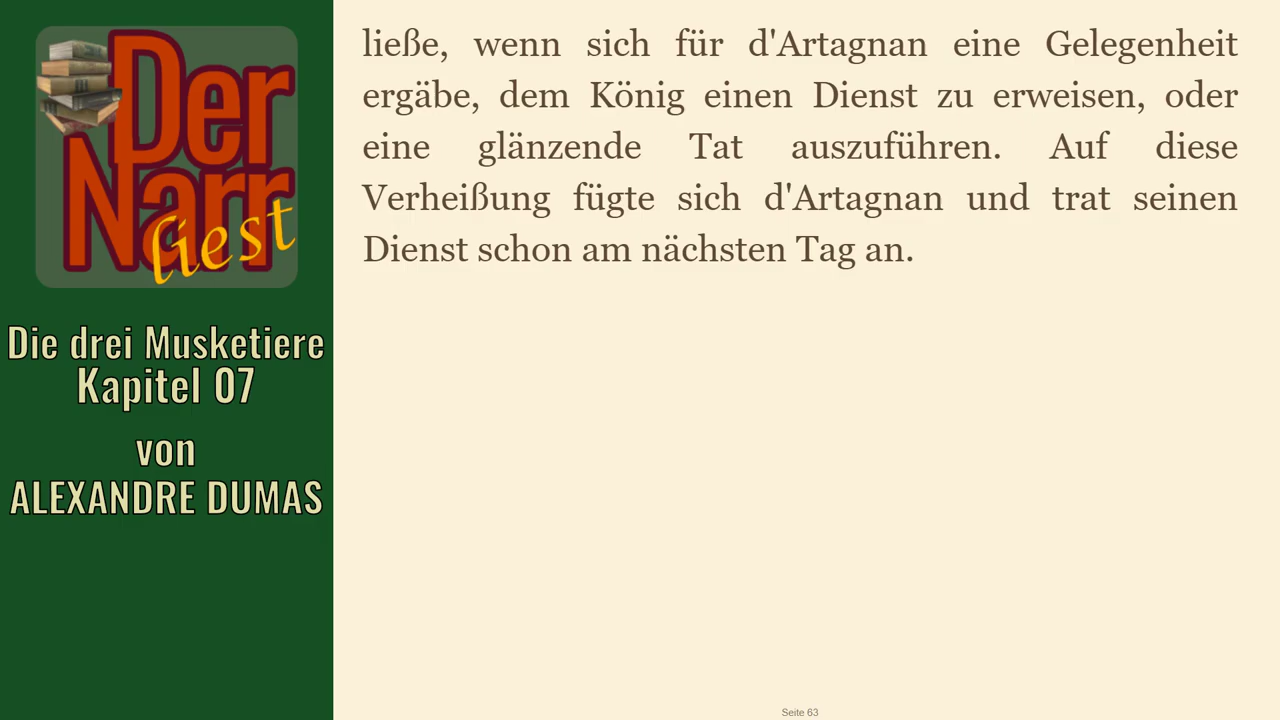 Der
Narr
liest
Die drei Musketiere
Kapitel 07
von
ALEXANDRE DUMAS
ließe, wenn sich für d'Artagnan eine Gelegenheit
ergäbe, dem König einen Dienst zu erweisen, oder
eine glänzende Tat auszuführen. Auf diese
Verheißung fügte sich d'Artagnan und trat seinen
Dienst schon am nächsten Tag an.
Seite 63